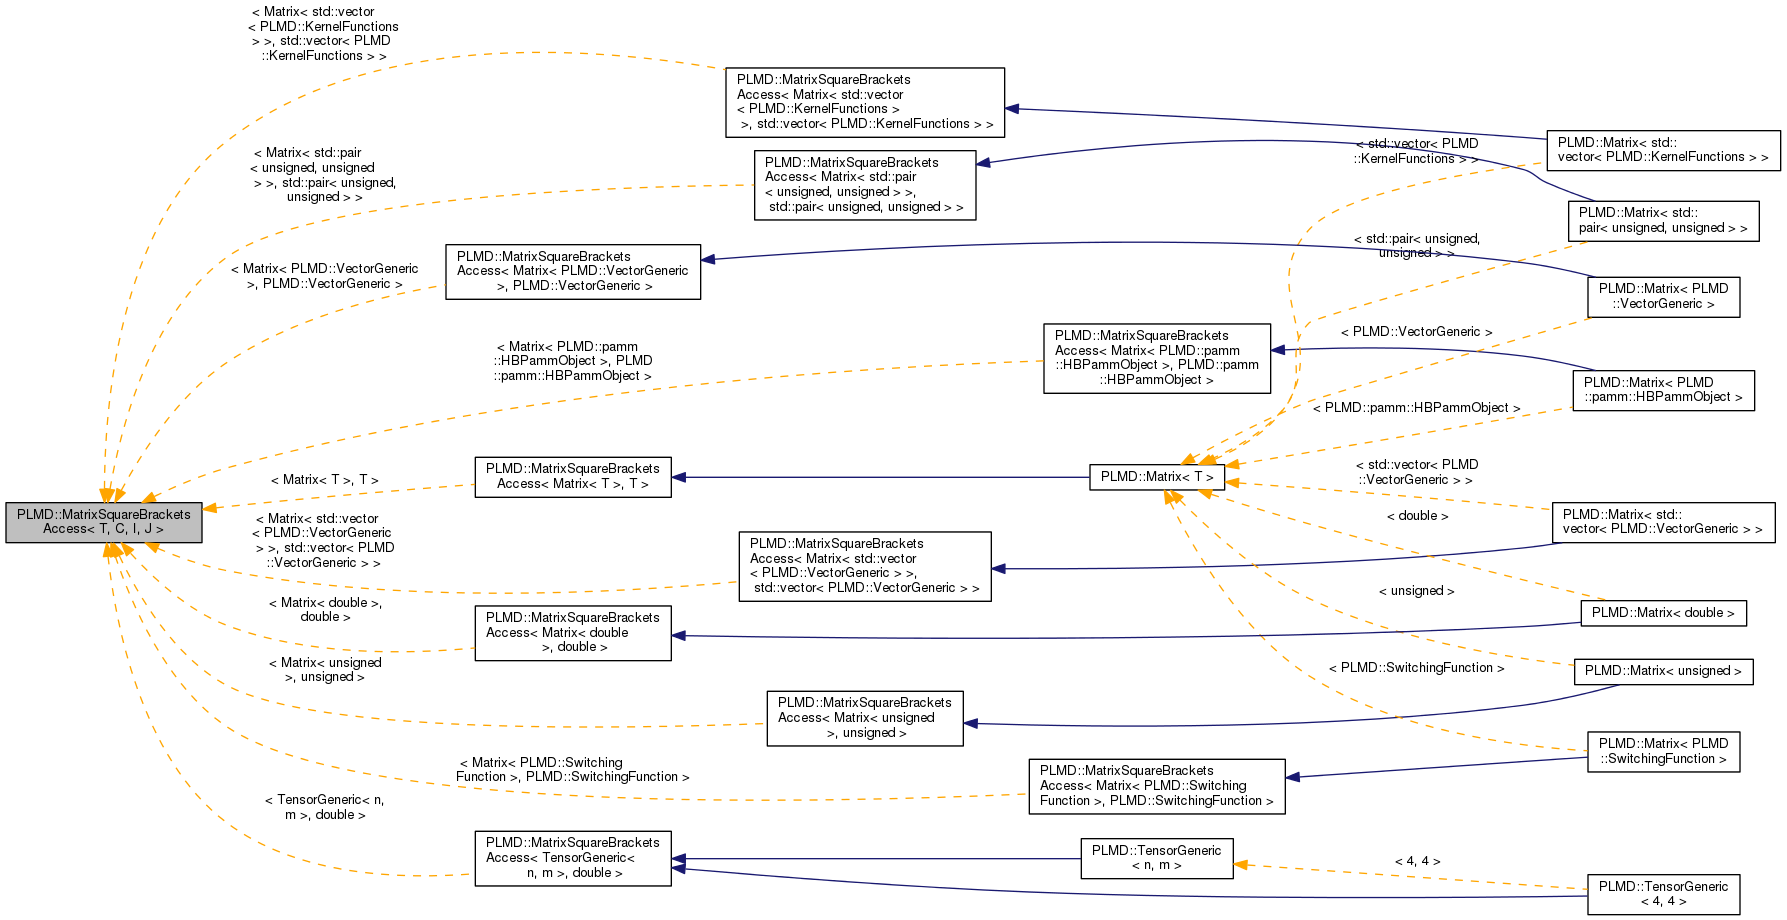 < Matrix< std::vector
< PLMD::KernelFunctions
> >, std::vector< PLMD
::KernelFunctions > >
PLMD::MatrixSquareBrackets
Access< Matrix< std::vector
< PLMD::KernelFunctions >
>, std::vector< PLMD::KernelFunctions > >
< std::vector< PLMD
::KernelFunctions > >
PLMD::Matrix< std::
vector< PLMD::KernelFunctions > >
< Matrix< std::pair
< unsigned, unsigned
> >, std::pair< unsigned,
unsigned > >
PLMD::MatrixSquareBrackets
Access< Matrix< std::pair
< unsigned, unsigned > >,
std::pair< unsigned, unsigned > >
PLMD::Matrix< std::
pair< unsigned, unsigned > >
< std::pair< unsigned,
unsigned > >
< Matrix< PLMD::VectorGeneric
>, PLMD::VectorGeneric >
PLMD::MatrixSquareBrackets
Access< Matrix< PLMD::VectorGeneric
>, PLMD::VectorGeneric >
PLMD::Matrix< PLMD
::VectorGeneric >
< PLMD::VectorGeneric >
< Matrix< PLMD::pamm
::HBPammObject >, PLMD
::pamm::HBPammObject >
PLMD::MatrixSquareBrackets
Access< Matrix< PLMD::pamm
::HBPammObject >, PLMD::pamm
::HBPammObject >
PLMD::Matrix< PLMD
::pamm::HBPammObject >
< PLMD::pamm::HBPammObject >
< Matrix< T >, T >
PLMD::MatrixSquareBrackets
Access< Matrix< T >, T >
PLMD::Matrix< T >
< std::vector< PLMD
::VectorGeneric > >
PLMD::MatrixSquareBrackets
Access< T, C, I, J >
< Matrix< std::vector
< PLMD::VectorGeneric
> >, std::vector< PLMD
::VectorGeneric > >
PLMD::MatrixSquareBrackets
Access< Matrix< std::vector
< PLMD::VectorGeneric > >,
std::vector< PLMD::VectorGeneric > >
< double >
PLMD::Matrix< std::
vector< PLMD::VectorGeneric > >
< Matrix< double >,
double >
PLMD::MatrixSquareBrackets
Access< Matrix< double
>, double >
< unsigned >
PLMD::Matrix< double >
< Matrix< unsigned
>, unsigned >
PLMD::MatrixSquareBrackets
Access< Matrix< unsigned
>, unsigned >
< PLMD::SwitchingFunction >
PLMD::Matrix< unsigned >
< Matrix< PLMD::Switching
Function >, PLMD::SwitchingFunction >
PLMD::MatrixSquareBrackets
Access< Matrix< PLMD::Switching
Function >, PLMD::SwitchingFunction >
PLMD::Matrix< PLMD
::SwitchingFunction >
< TensorGeneric< n,
m >, double >
PLMD::MatrixSquareBrackets
Access< TensorGeneric<
n, m >, double >
PLMD::TensorGeneric
< n, m >
< 4, 4 >
PLMD::TensorGeneric
< 4, 4 >